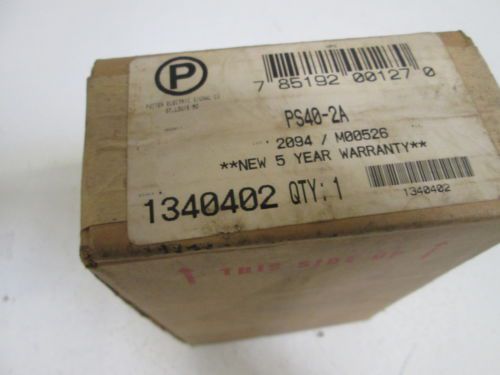 P
POTTER ELECTRIC SIGNAL CO
ST.LOUIS MO
7 85192 00127 0
PS40-2A
2094 / M00526
**NEW 5 YEAR WARRANTY**
1340402 QTY: 1
1340402
THIS SIDE UP